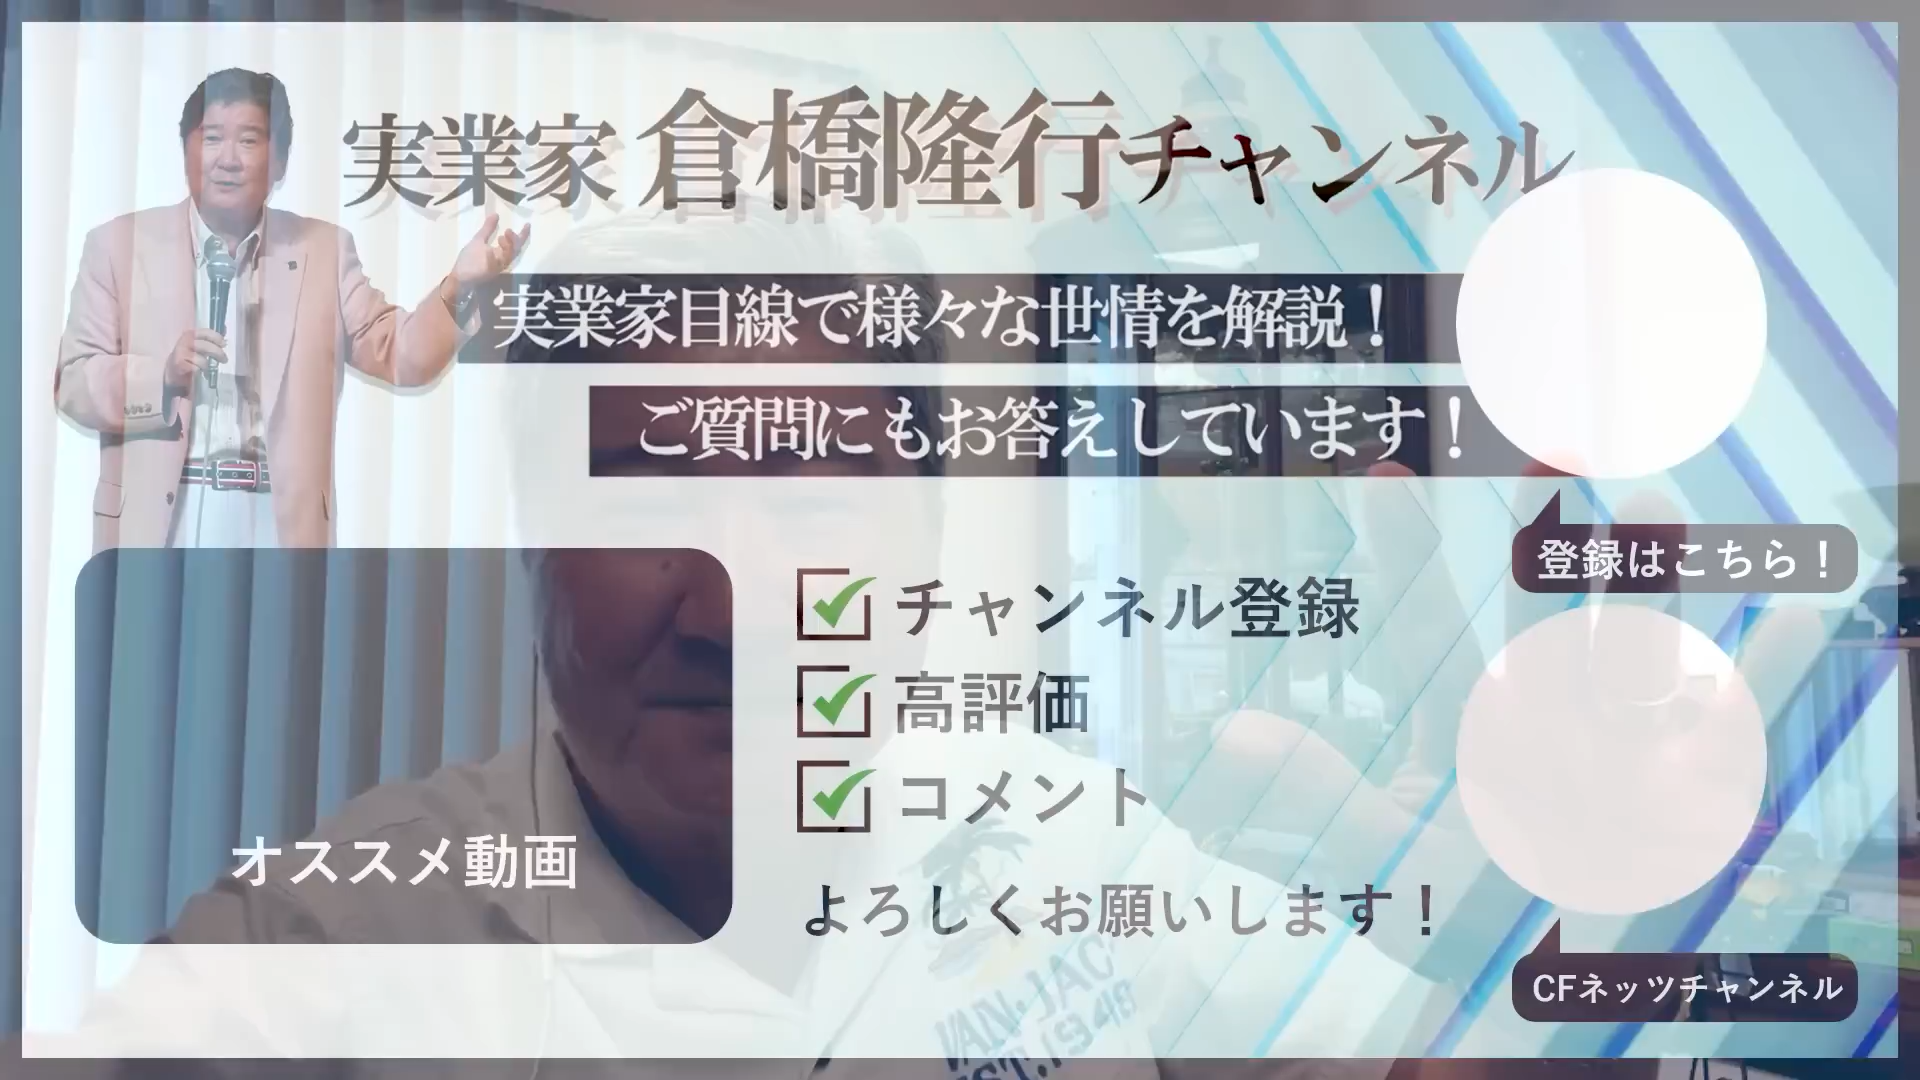 実業家 倉橋隆行チャンネル
実業家目線で様々な世情を解説！
ご質問にもお答えしています！
登録はこちら！
チャンネル登録
高評価
コメント
オススメ動画
よろしくお願いします！
CFネッツチャンネル
VAN JAC
EST.1948